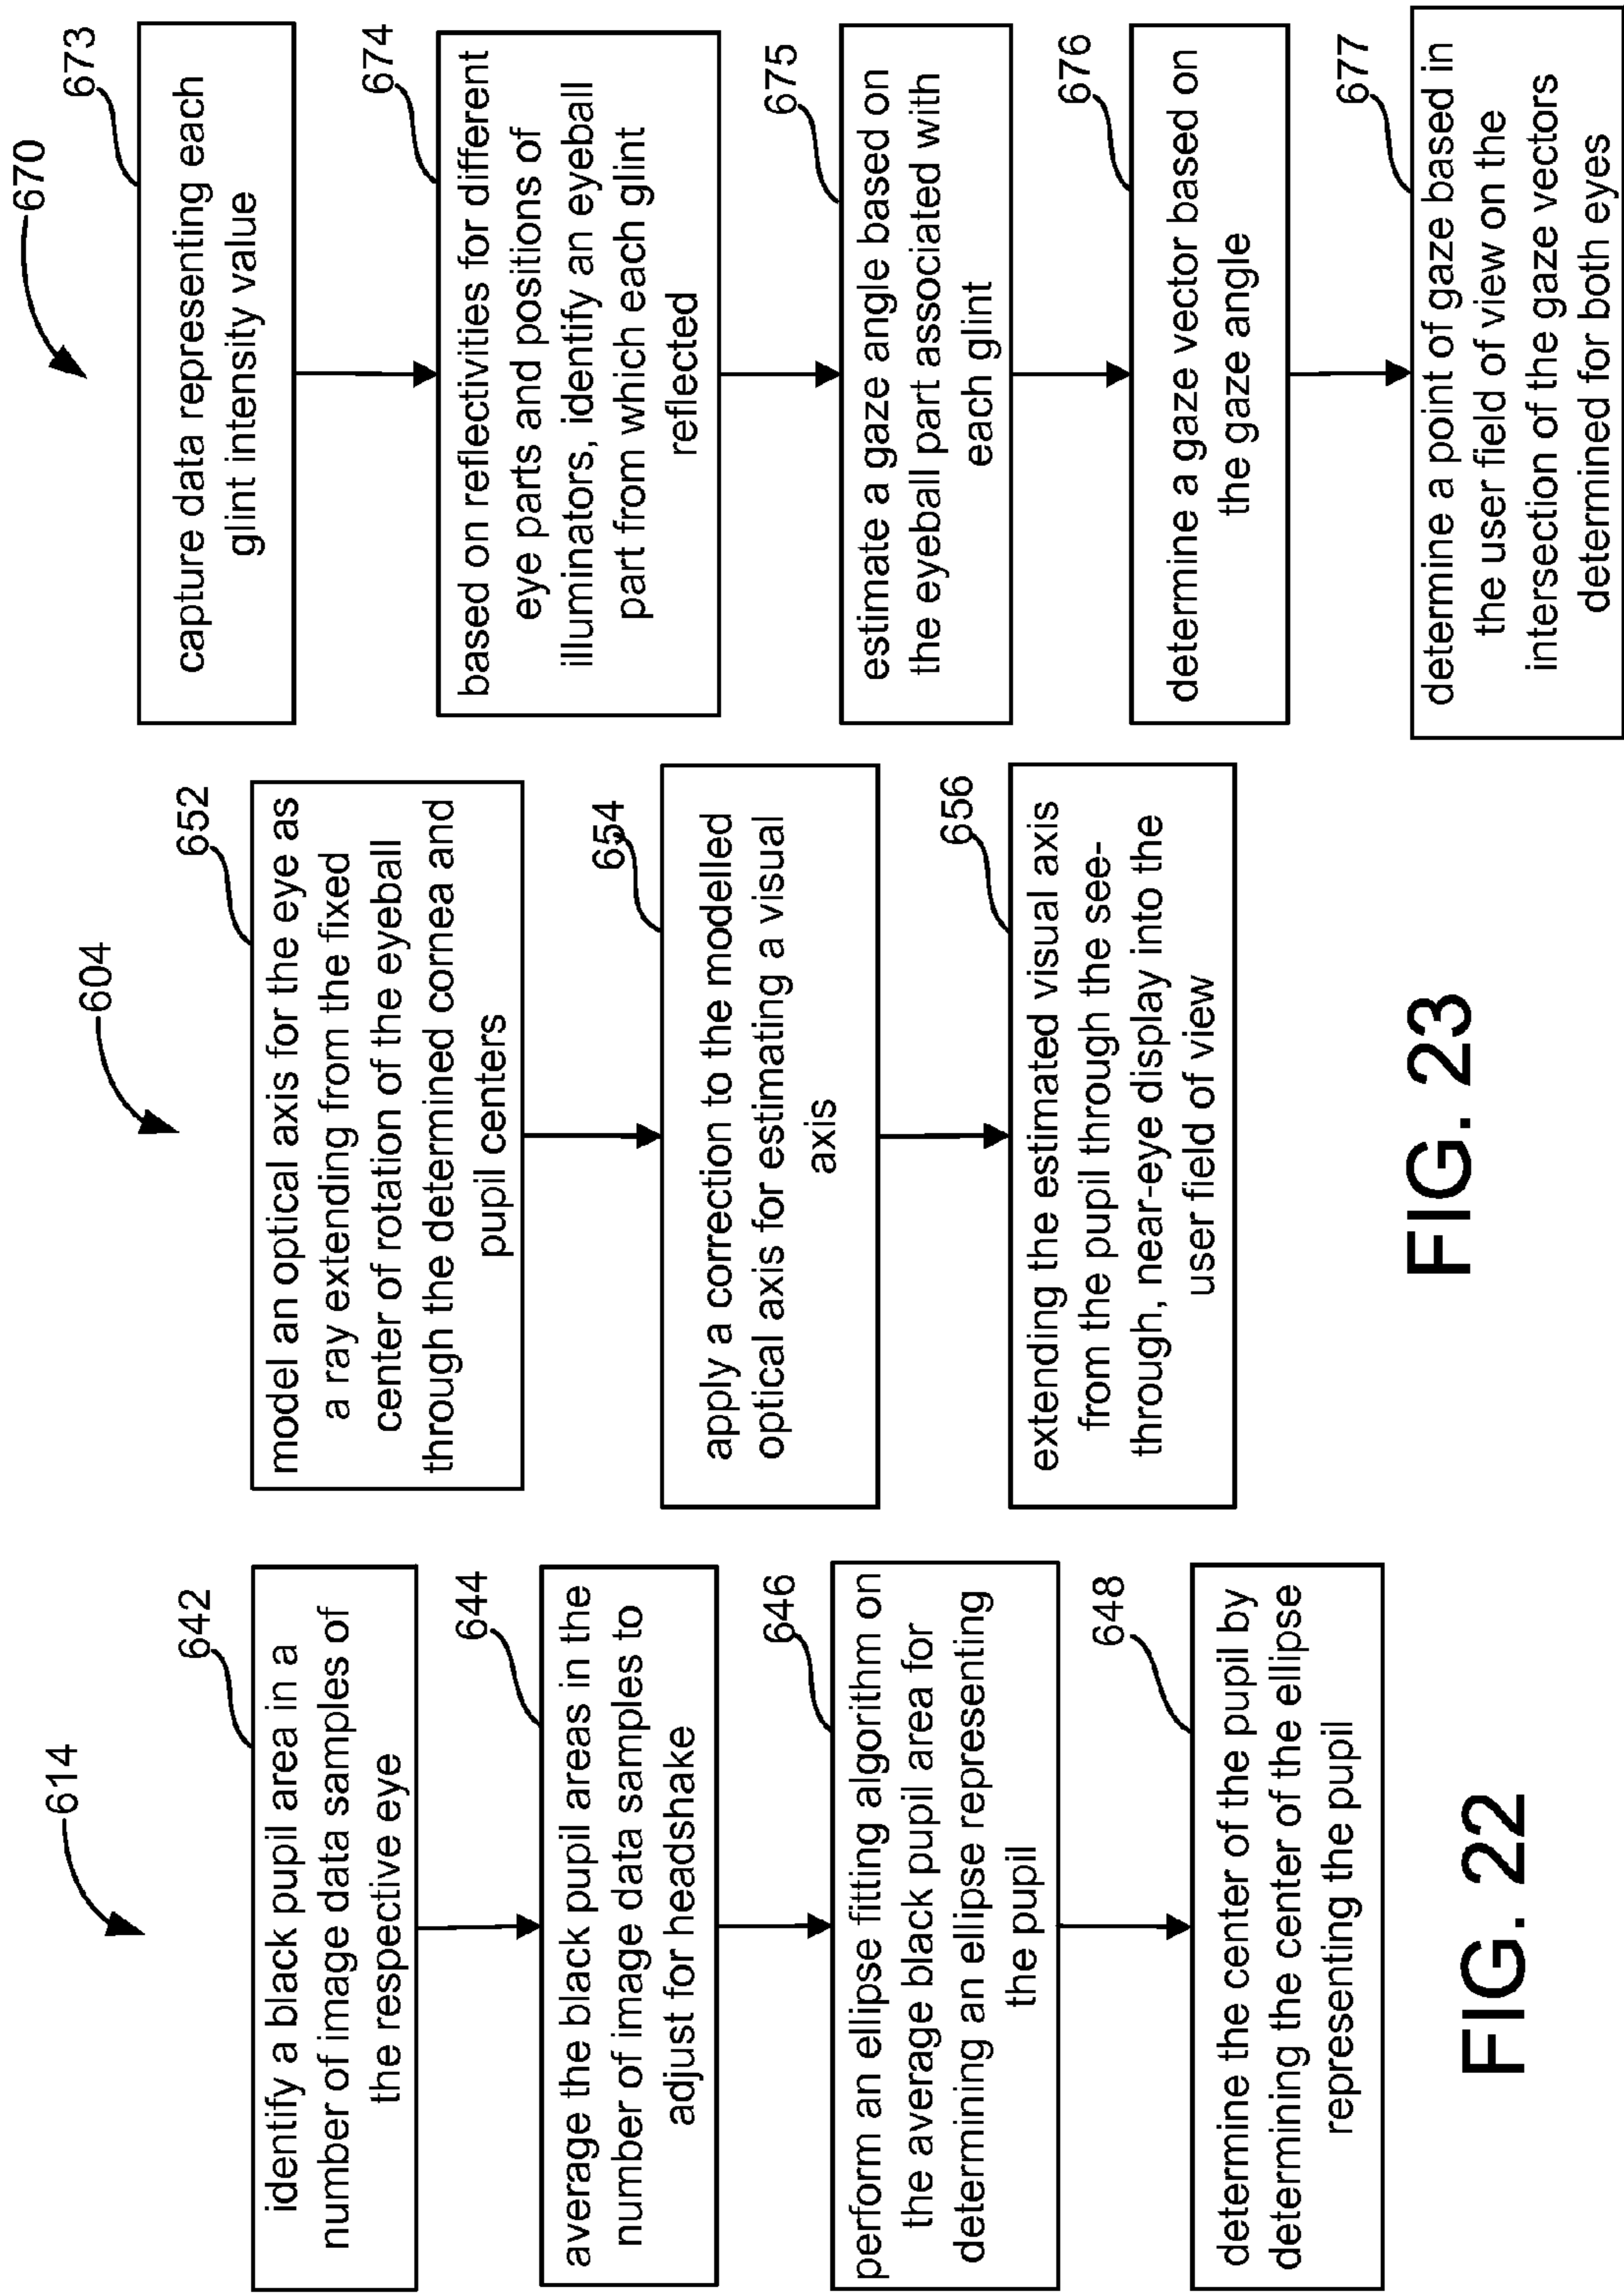 614
642
identify a black pupil area in a
number of image data samples of
the respective eye
644
average the black pupil areas in the
number of image data samples to
adjust for headshake
646
perform an ellipse fitting algorithm on
the average black pupil area for
determining an ellipse representing
the pupil
648
determine the center of the pupil by
determining the center of the ellipse
representing the pupil
FIG. 22
604
652
model an optical axis for the eye as
a ray extending from the fixed
center of rotation of the eyeball
through the determined cornea and
pupil centers
654
apply a correction to the modelled
optical axis for estimating a visual
axis
656
extending the estimated visual axis
from the pupil through the see-
through, near-eye display into the
user field of view
FIG. 23
670
673
capture data representing each
glint intensity value
674
based on reflectivities for different
eye parts and positions of
illuminators, identify an eyeball
part from which each glint
reflected
675
estimate a gaze angle based on
the eyeball part associated with
each glint
676
determine a gaze vector based on
the gaze angle
677
determine a point of gaze based in
the user field of view on the
intersection of the gaze vectors
determined for both eyes